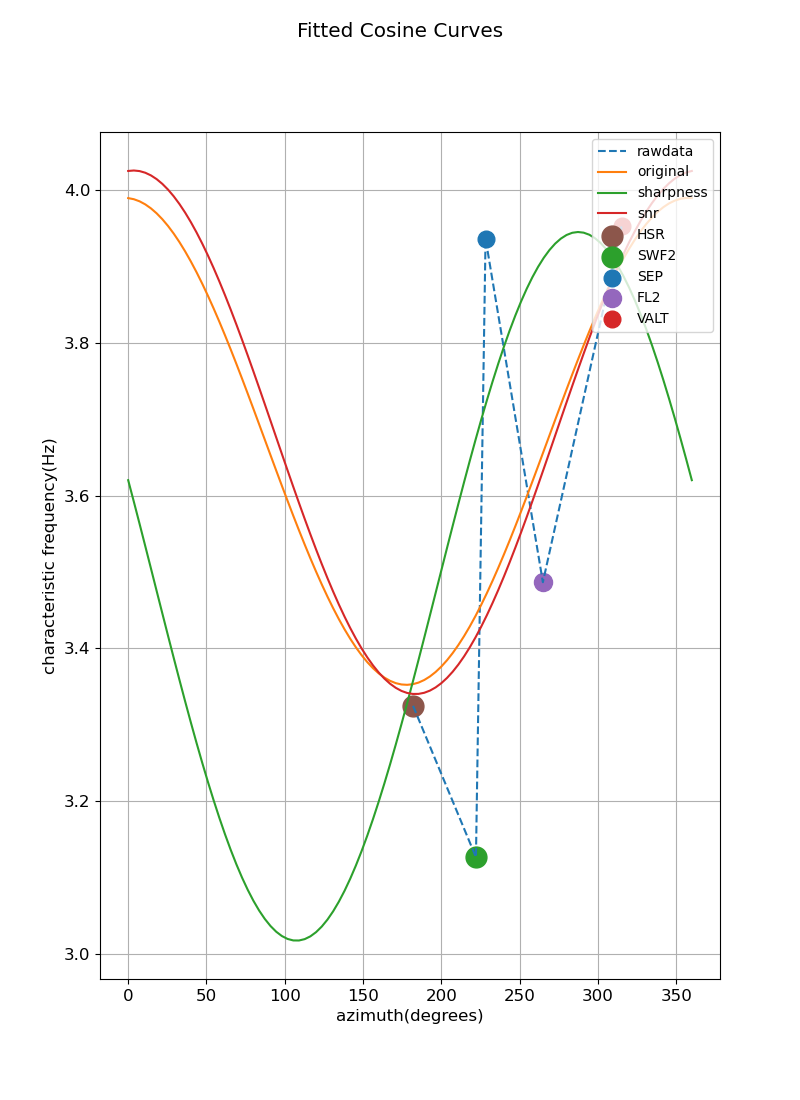 Fitted Cosine Curves
rawdata
original
sharpness
snr
HSR
SWF2
SEP
FL2
VALT
characteristic frequency(Hz)
4.0
3.8
3.6
3.4
3.2
3.0
0 50 100 150 200 250 300 350
azimuth(degrees)